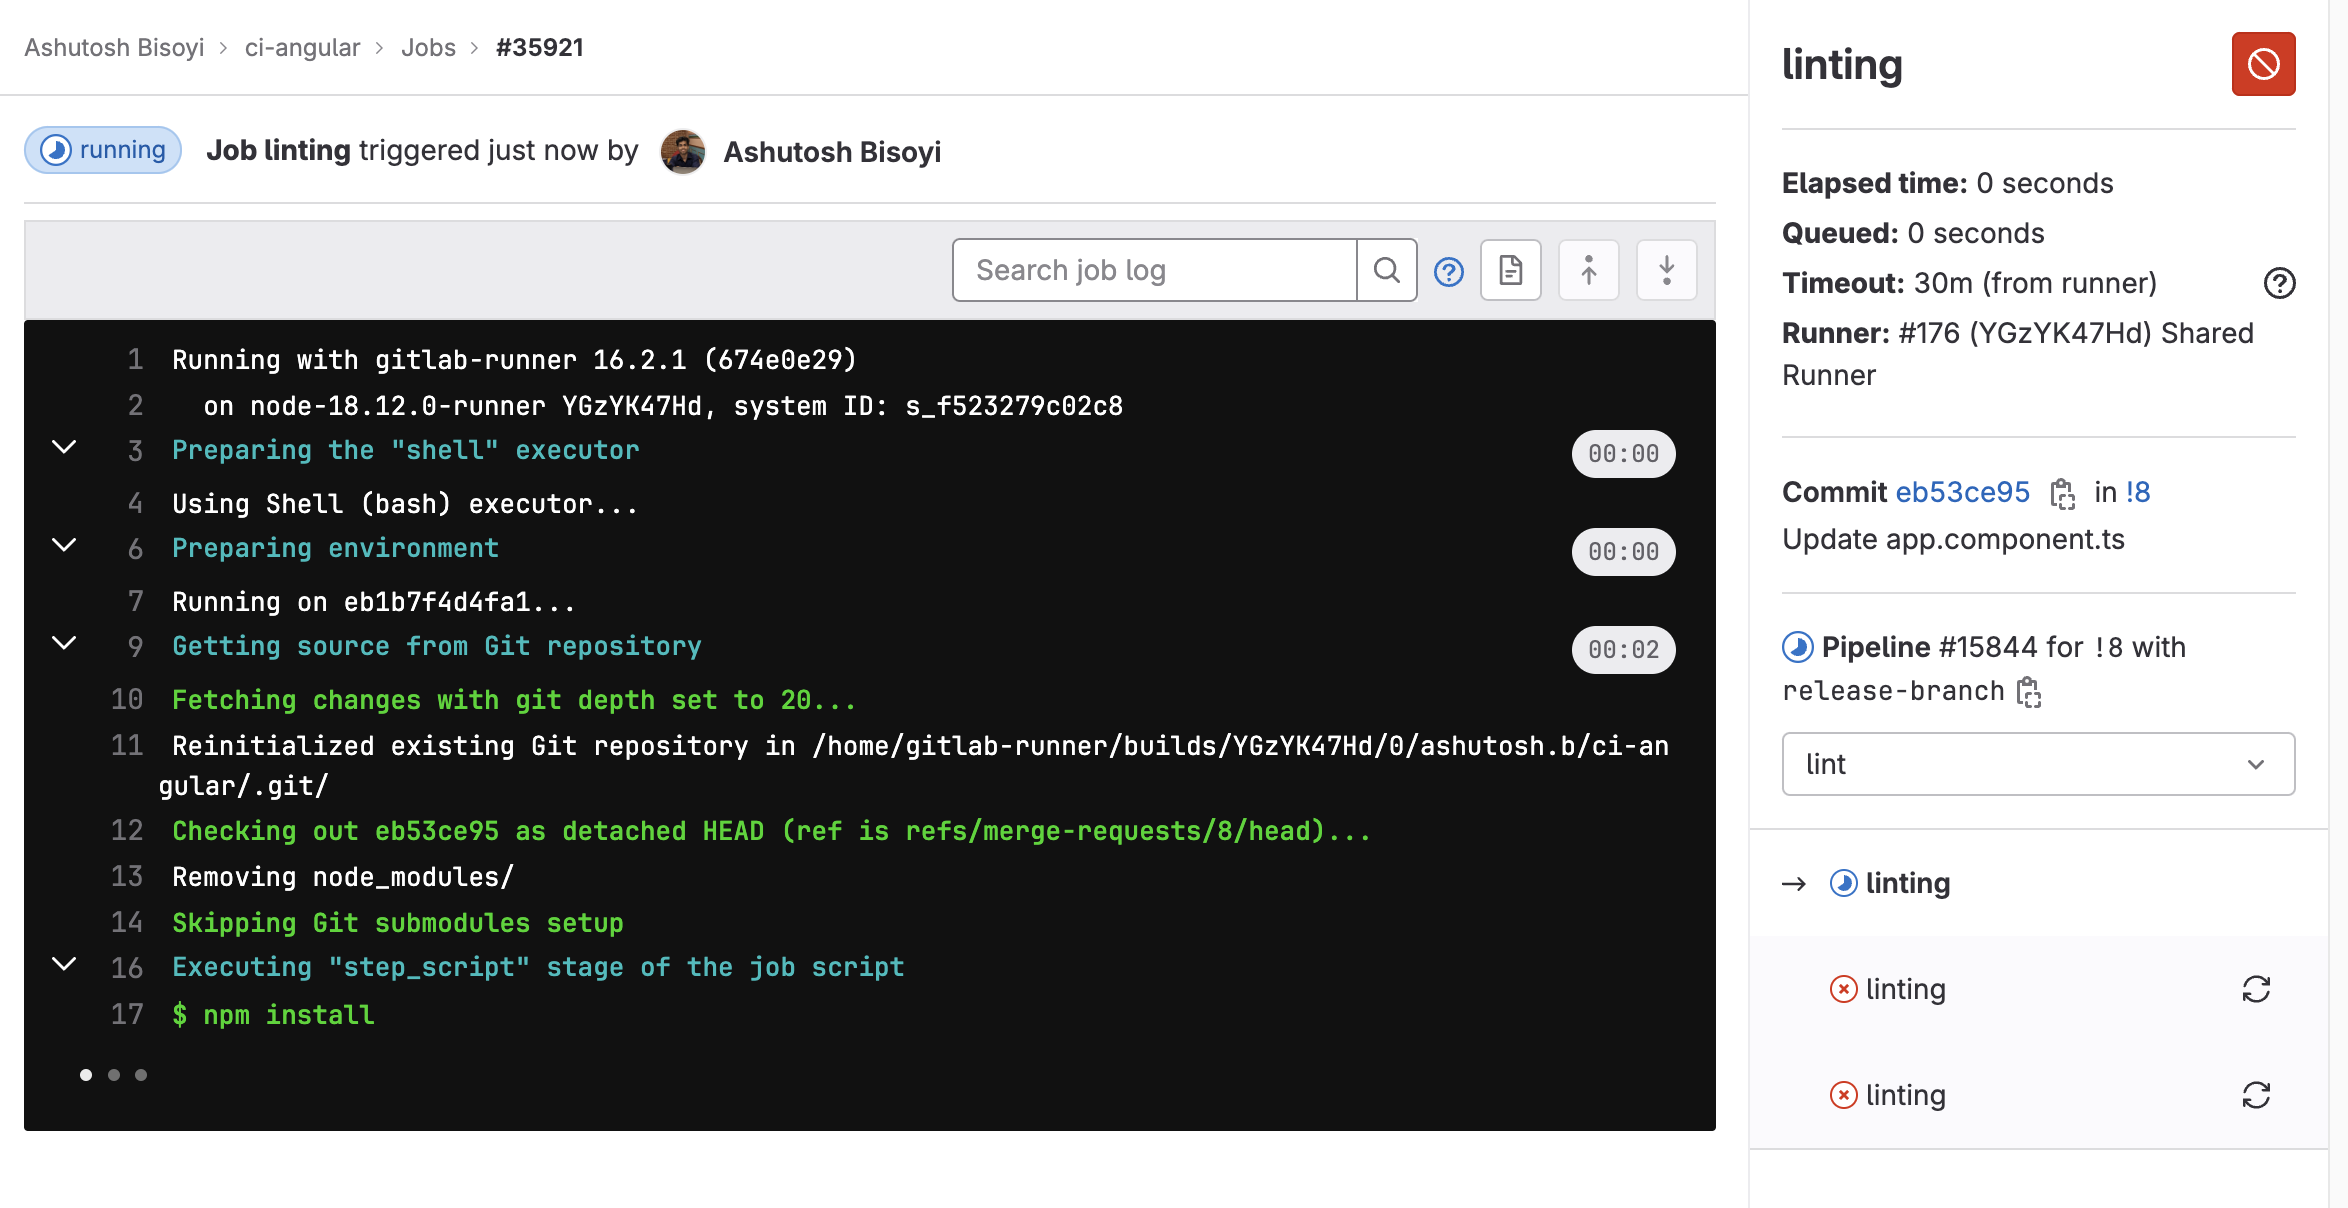 Ashutosh Bisoyi > ci-angular > Jobs > #35921
running Job linting triggered just now by Ashutosh Bisoyi
Search job log
1 Running with gitlab-runner 16.2.1 (674e0e29)
2 on node-18.12.0-runner YGzYK47Hd, system ID: s_f523279c02c8
3 Preparing the "shell" executor 00:00
4 Using Shell (bash) executor...
6 Preparing environment 00:00
7 Running on eb1b7f4d4fa1...
9 Getting source from Git repository 00:02
10 Fetching changes with git depth set to 20...
11 Reinitialized existing Git repository in /home/gitlab-runner/builds/YGzYK47Hd/0/ashutosh.b/ci-an
gular/.git/
12 Checking out eb53ce95 as detached HEAD (ref is refs/merge-requests/8/head)...
13 Removing node_modules/
14 Skipping Git submodules setup
16 Executing "step_script" stage of the job script
17 $ npm install
linting
Elapsed time: 0 seconds
Queued: 0 seconds
Timeout: 30m (from runner)
Runner: #176 (YGzYK47Hd) Shared
Runner
Commit eb53ce95 in !8
Update app.component.ts
Pipeline #15844 for !8 with
release-branch
lint
→ linting
linting
linting